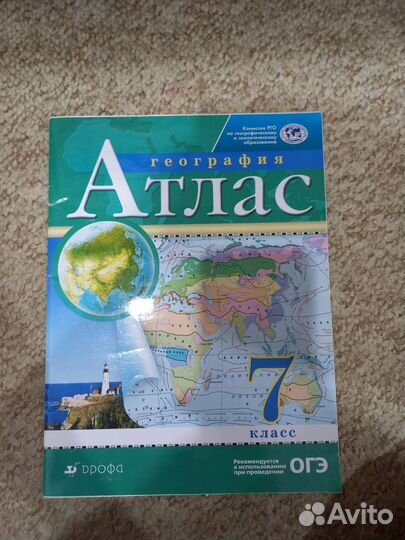 Комиссия РГО
по географическому
и экологическому
образованию
география
Атлас
7
класс
дрофа
Рекомендуется
к использованию
при проведении
ОГЭ
Avito